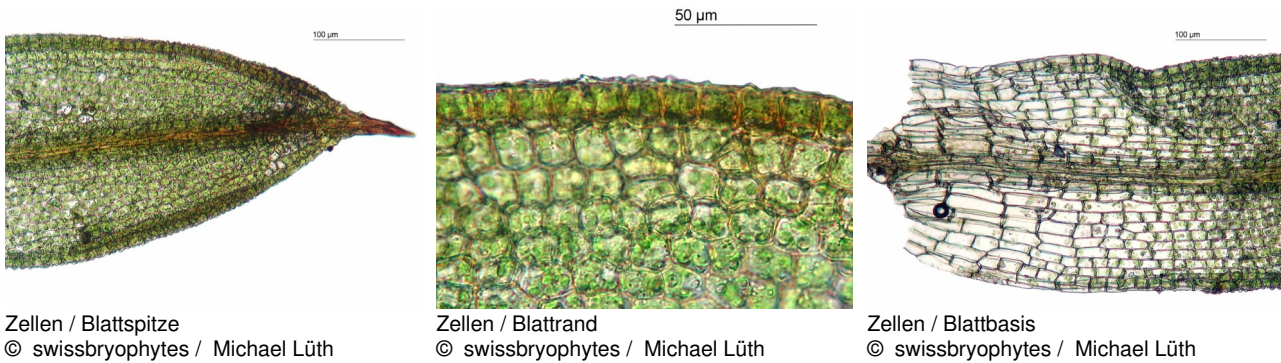 100 µm
50 µm
100 µm
Zellen / Blattspitze
© swissbryophytes / Michael Lüth
Zellen / Blattrand
© swissbryophytes / Michael Lüth
Zellen / Blattbasis
© swissbryophytes / Michael Lüth